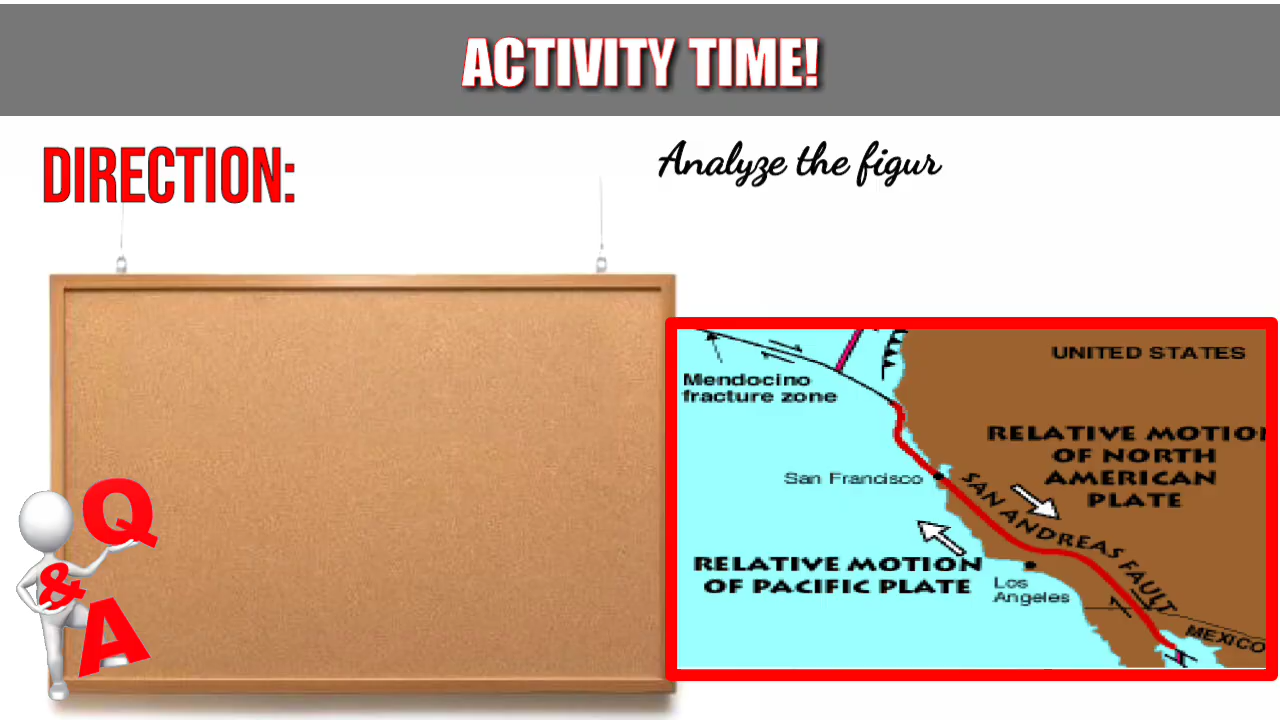 ACTIVITY TIME!
DIRECTION:
Analyze the figur
UNITED STATES
Mendocino
fracture zone
RELATIVE MOTIO
OF NORTH
AMERICAN
PLATE
San Francisco
SAN ANDREAS FAULT
RELATIVE MOTION
OF PACIFIC PLATE
Los
Angeles
MEXICO
Q
&
A